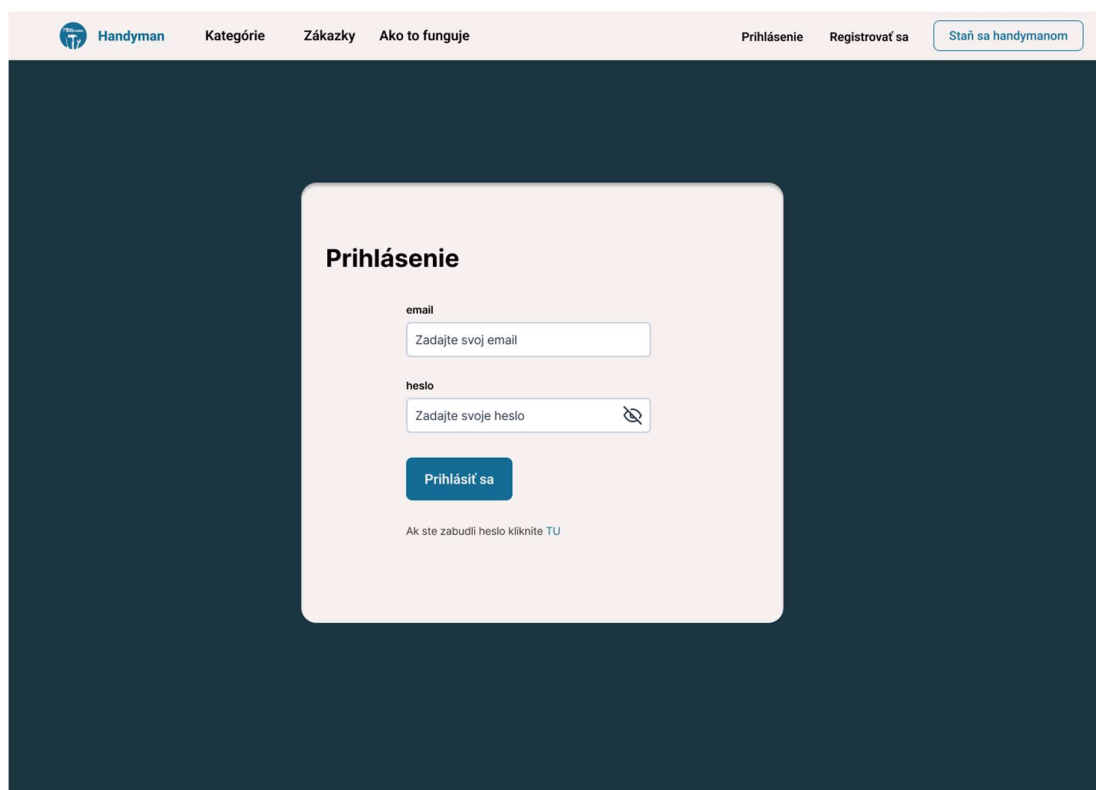 Handyman Kategórie Zákazky Ako to funguje Prihlásenie Registrovať sa Staň sa handymanom
Prihlásenie
email
Zadajte svoj email
heslo
Zadajte svoje heslo
Prihlásiť sa
Ak ste zabudli heslo kliknite TU